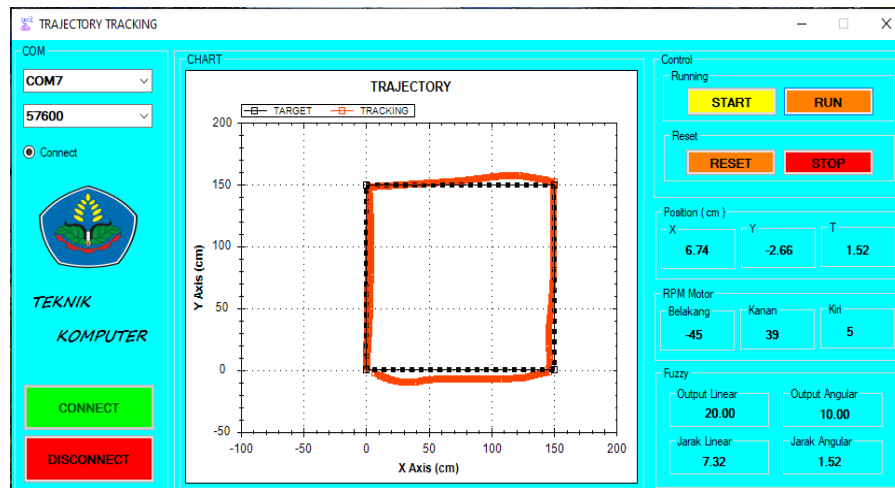 TRAJECTORY TRACKING
COM
COM7
57600
Connect
TEKNIK
KOMPUTER
CONNECT
DISCONNECT
CHART
TRAJECTORY
TARGET TRACKING
200
150
100
50
0
-50
Y Axis (cm)
-100 -50 0 50 100 150 200
X Axis (cm)
Control
Running
START RUN
Reset
RESET STOP
Position ( cm )
X Y T
6.74 -2.66 1.52
RPM Motor
Belakang Kanan Kiri
-45 39 5
Fuzzy
Output Linear Output Angular
20.00 10.00
Jarak Linear Jarak Angular
7.32 1.52